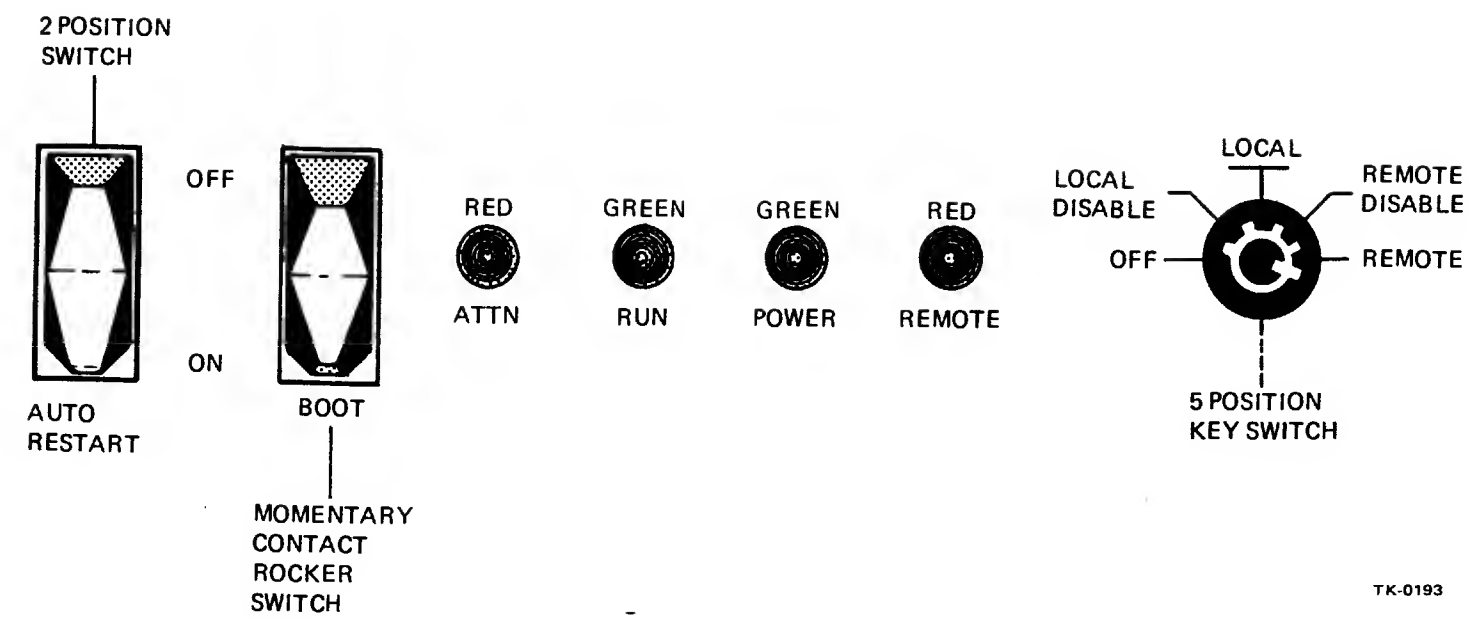 2 POSITION
SWITCH
OFF
ON
AUTO
RESTART
BOOT
MOMENTARY
CONTACT
ROCKER
SWITCH
RED
ATTN
GREEN
RUN
GREEN
POWER
RED
REMOTE
LOCAL
DISABLE
LOCAL
REMOTE
DISABLE
OFF
REMOTE
5 POSITION
KEY SWITCH
TK-0193